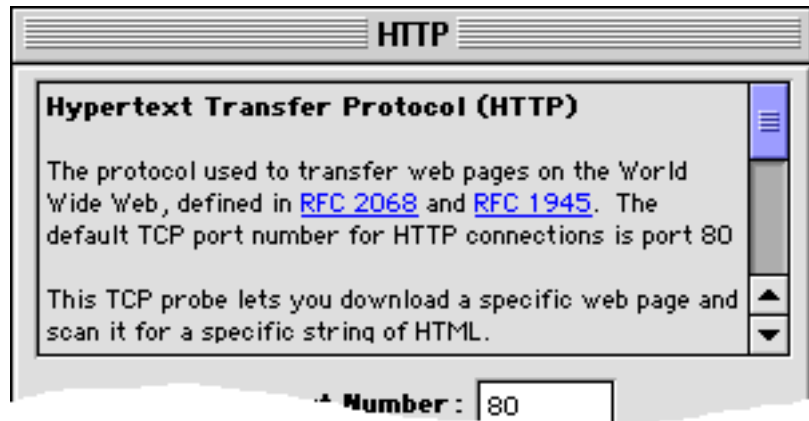 HTTP
Hypertext Transfer Protocol (HTTP)
The protocol used to transfer web pages on the World
Wide Web, defined in RFC 2068 and RFC 1945. The
default TCP port number for HTTP connections is port 80
This TCP probe lets you download a specific web page and
scan it for a specific string of HTML.
Number: 80